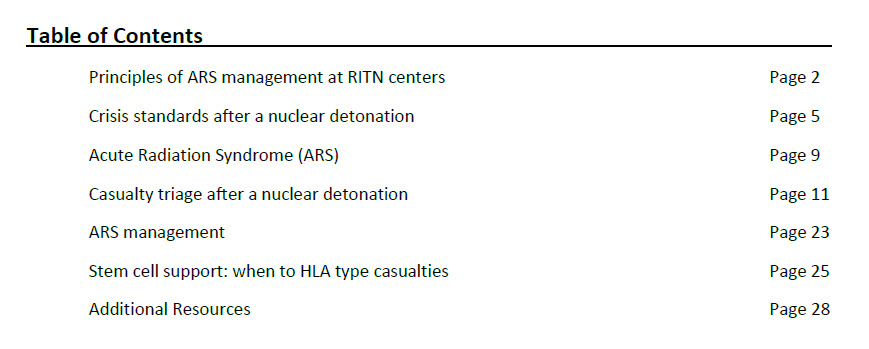 Table of Contents
Principles of ARS management at RITN centers Page 2
Crisis standards after a nuclear detonation Page 5
Acute Radiation Syndrome (ARS) Page 9
Casualty triage after a nuclear detonation Page 11
ARS management Page 23
Stem cell support: when to HLA type casualties Page 25
Additional Resources Page 28